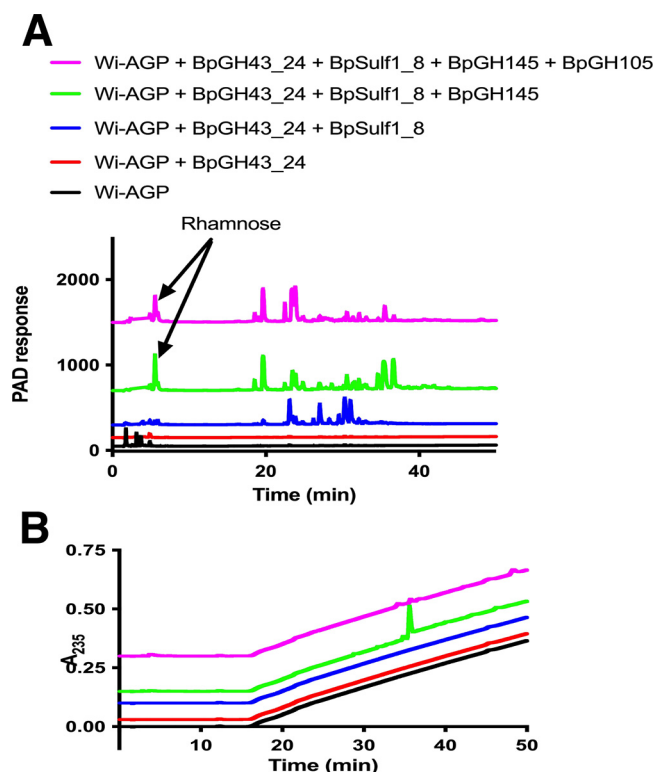 A
Wi-AGP + BpGH43_24 + BpSulf1_8 + BpGH145 + BpGH105
Wi-AGP + BpGH43_24 + BpSulf1_8 + BpGH145
Wi-AGP + BpGH43_24 + BpSulf1_8
Wi-AGP + BpGH43_24
Wi-AGP
Rhamnose
PAD response
2000
1000
0
0 20 40
Time (min)
B
A235
0.75
0.50
0.25
0.00
10 20 30 40 50
Time (min)